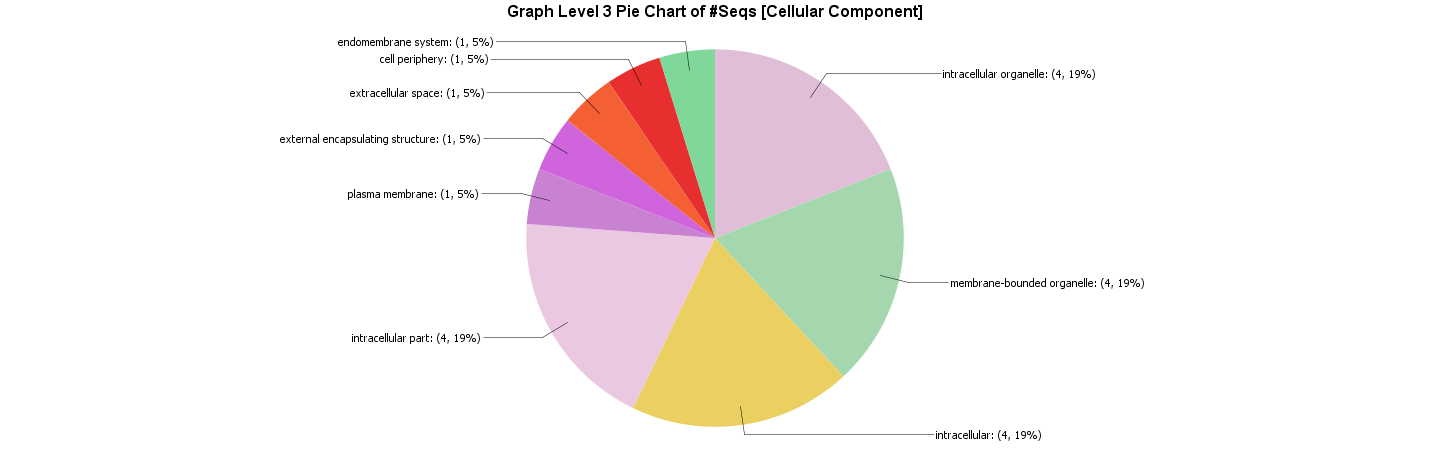 Graph Level 3 Pie Chart of #Seqs [Cellular Component]
endomembrane system: (1, 5%)
cell periphery: (1, 5%)
intracellular organelle: (4, 19%)
extracellular space: (1, 5%)
external encapsulating structure: (1, 5%)
plasma membrane: (1, 5%)
membrane-bounded organelle: (4, 19%)
intracellular part: (4, 19%)
intracellular: (4, 19%)